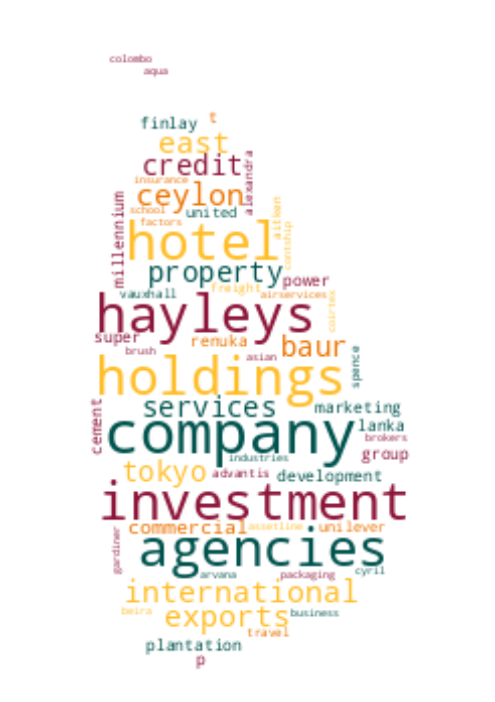 colombo
aqua
t
finlay
east
credit
alexandra
insurance
ceylon
millennium
school
united
aitken
factors
hotel
contship
property
power
vauxhall
freight
airservices
hayleys
coirtex
super
renuka
baur
brush
asian
spence
holdings
services
marketing
cement
company
lanka
brokers
industries
group
tokyo
advantis
development
investment
commercial
assetline
unilever
gardiner
agencies
arvana
packaging
cyril
international
beira
exports
business
travel
plantation
p